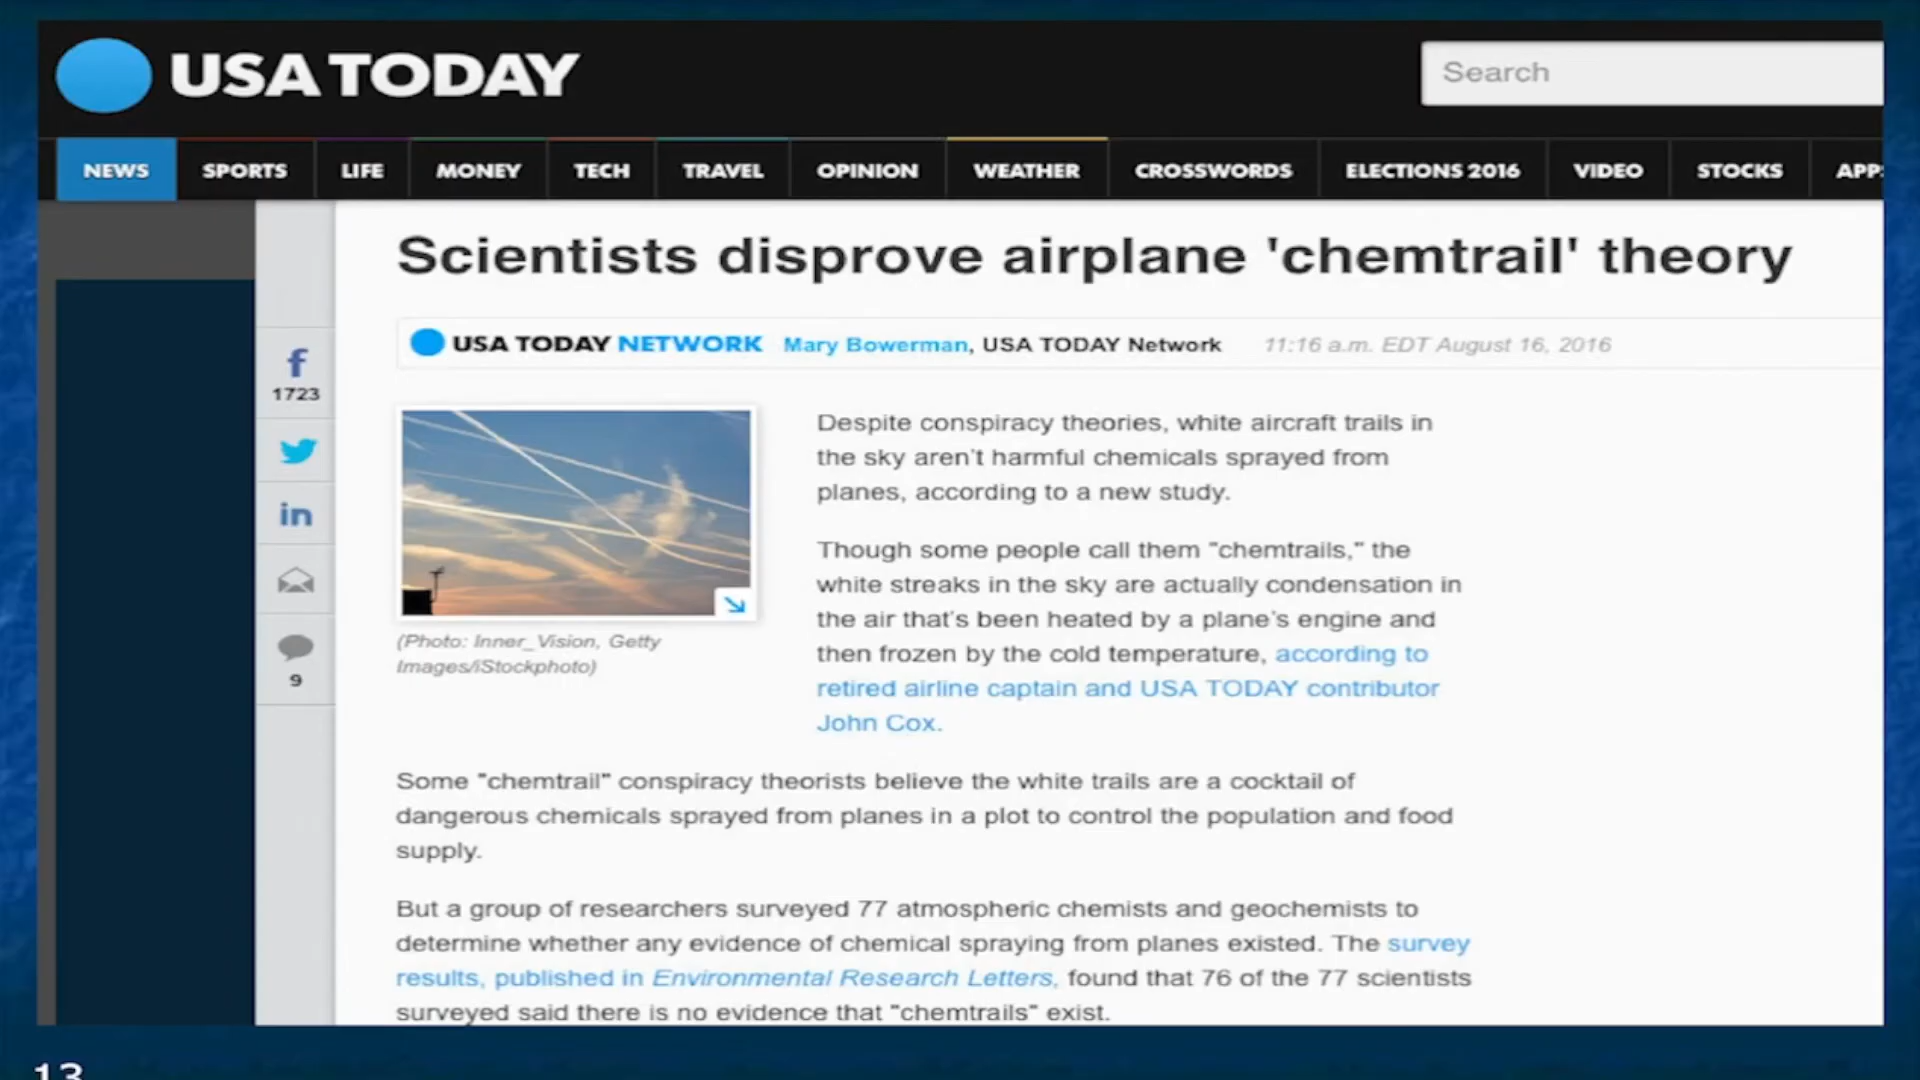 USA TODAY
Search
NEWS SPORTS LIFE MONEY TECH TRAVEL OPINION WEATHER CROSSWORDS ELECTIONS 2016 VIDEO STOCKS APPS
Scientists disprove airplane 'chemtrail' theory
USA TODAY NETWORK Mary Bowerman, USA TODAY Network 11:16 a.m. EDT August 16, 2016
f
1723
in
9
(Photo: Inner_Vision, Getty
Images/iStockphoto)
Despite conspiracy theories, white aircraft trails in
the sky aren't harmful chemicals sprayed from
planes, according to a new study.
Though some people call them "chemtrails," the
white streaks in the sky are actually condensation in
the air that's been heated by a plane's engine and
then frozen by the cold temperature, according to
retired airline captain and USA TODAY contributor
John Cox.
Some "chemtrail" conspiracy theorists believe the white trails are a cocktail of
dangerous chemicals sprayed from planes in a plot to control the population and food
supply.
But a group of researchers surveyed 77 atmospheric chemists and geochemists to
determine whether any evidence of chemical spraying from planes existed. The survey
results, published in Environmental Research Letters, found that 76 of the 77 scientists
surveyed said there is no evidence that "chemtrails" exist.
13